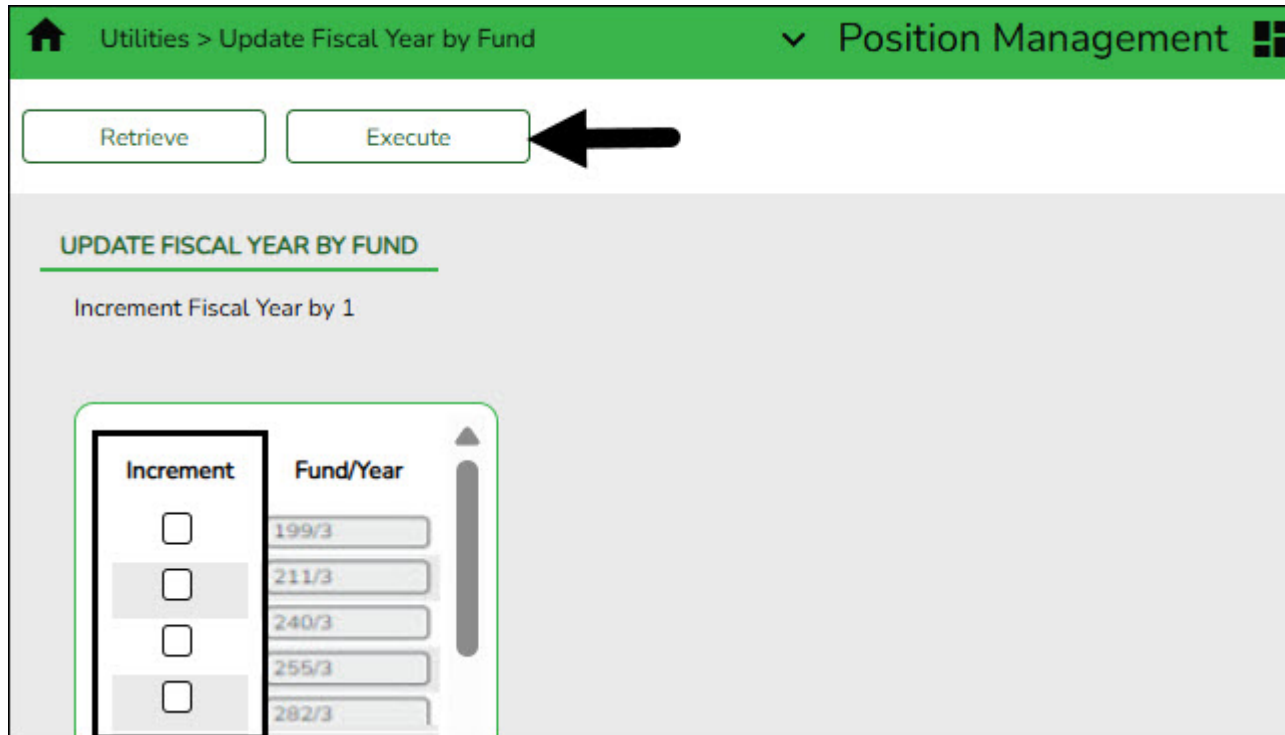 Utilities > Update Fiscal Year by Fund Position Management
Retrieve Execute
UPDATE FISCAL YEAR BY FUND
Increment Fiscal Year by 1
Increment Fund/Year
199/3
211/3
240/3
255/3
282/3